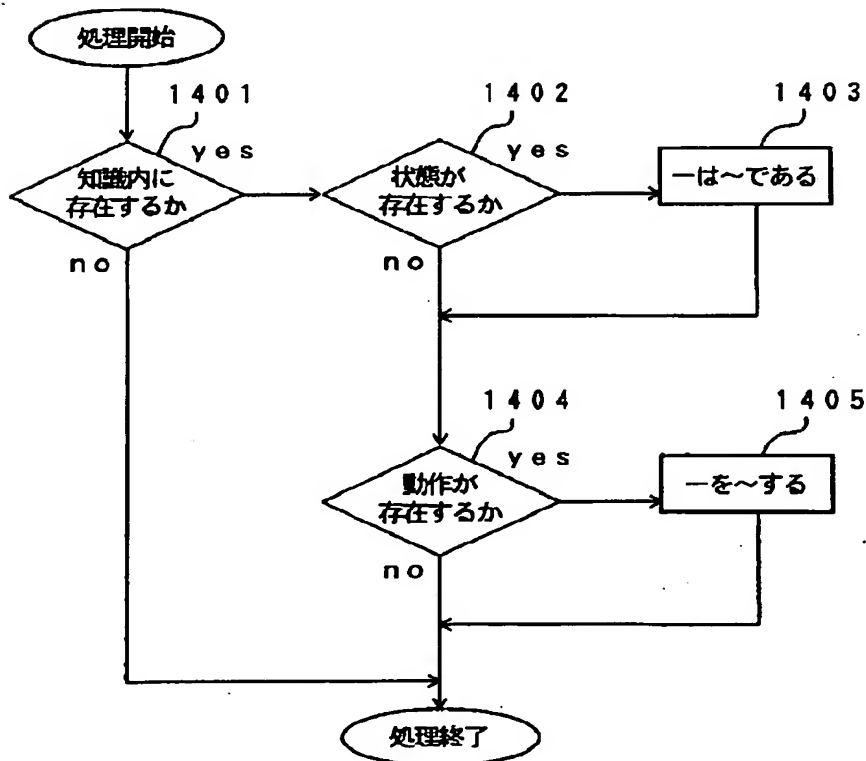 処理開始
1401
知識内に
存在するか
yes
no
1402
状態が
存在するか
yes
no
1403
ーは～である
1404
動作が
存在するか
yes
no
1405
ーを～する
処理終了